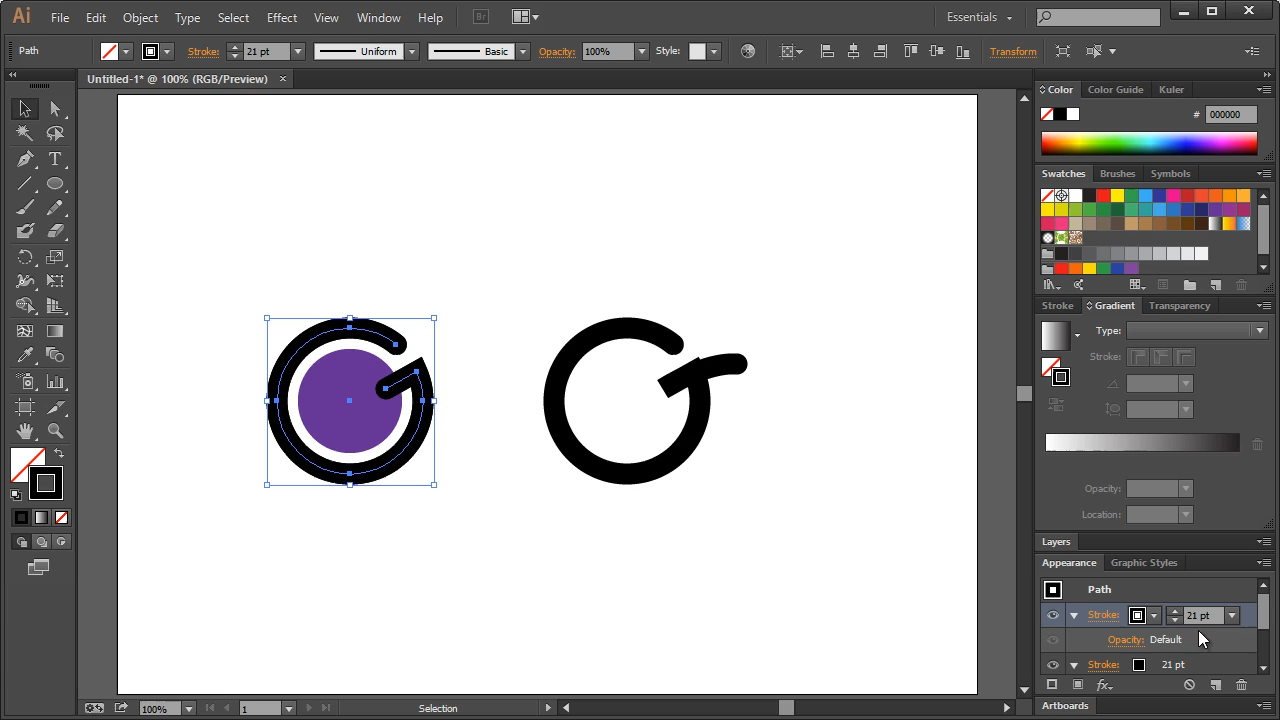 Ai File Edit Object Type Select Effect View Window Help Br Essentials
Path Stroke: 21 pt Uniform Basic Opacity: 100% Style: Transform
Untitled-1* @ 100% (RGB/Preview)
Color Color Guide Kuler
# 000000
Swatches Brushes Symbols
Stroke Gradient Transparency
Type:
Stroke:
Opacity:
Location:
Layers
Appearance Graphic Styles
Path
Stroke: 21 pt
Opacity: Default
Stroke: 21 pt
fx
Artboards
100% 1 Selection